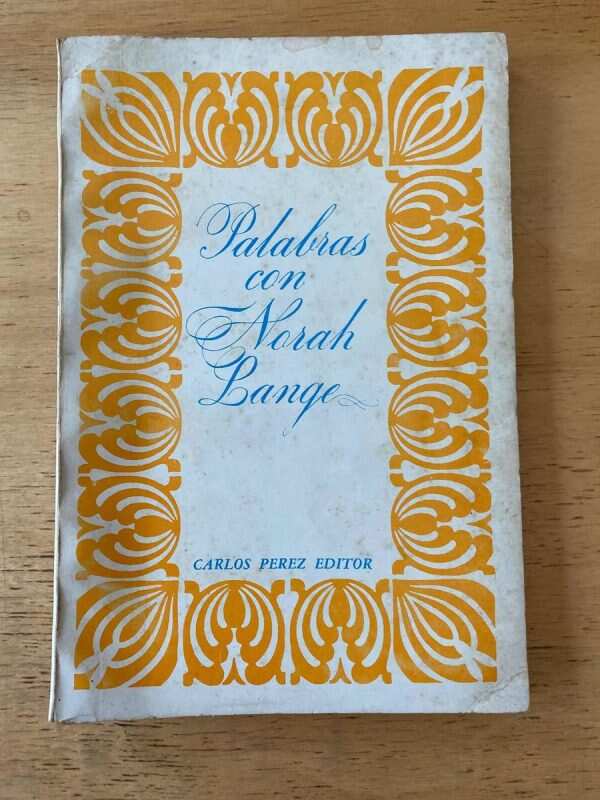 Palabras
con
Norah
Lange
CARLOS PEREZ EDITOR